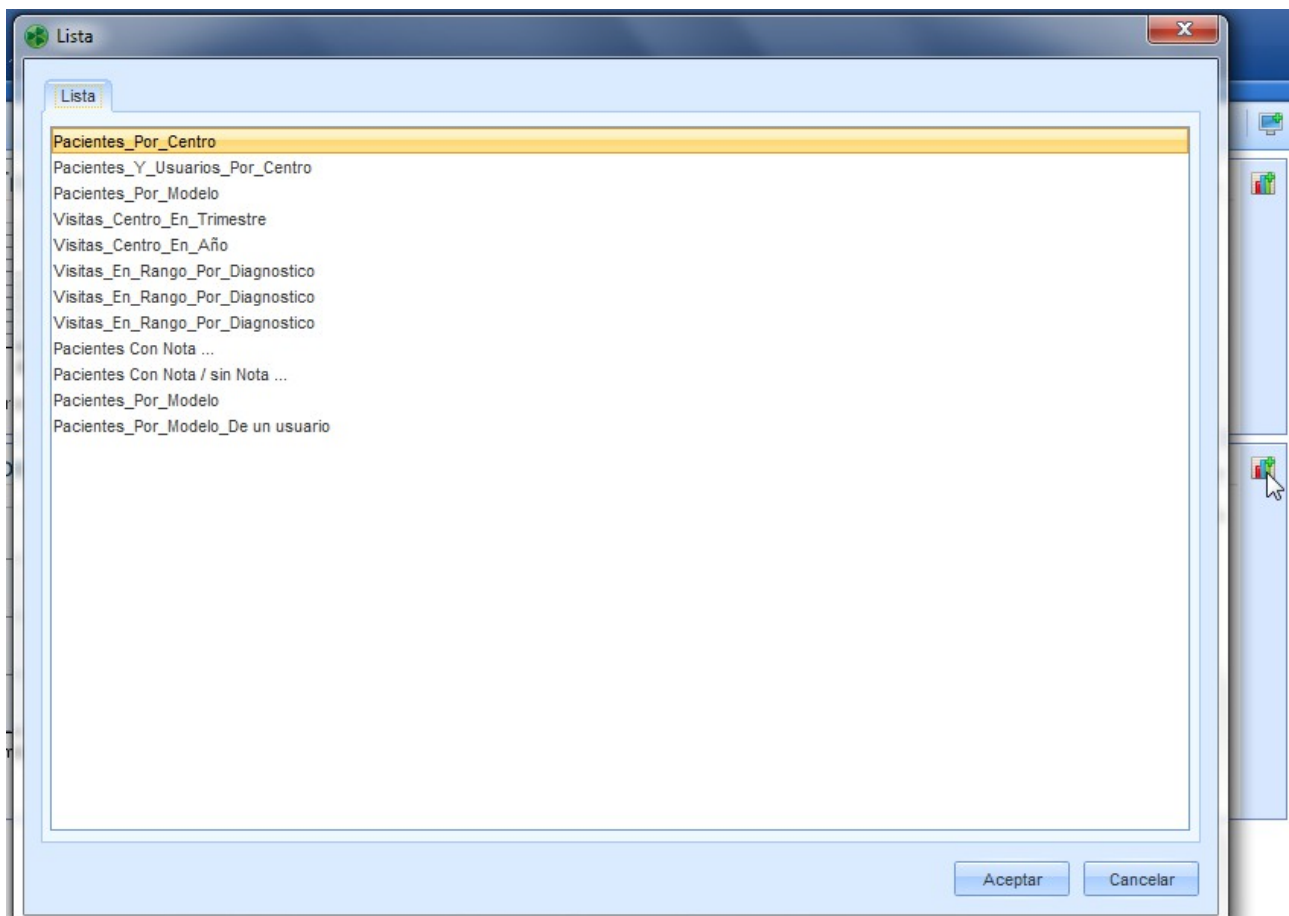 Lista
Lista
Pacientes_Por_Centro
Pacientes_Y_Usuarios_Por_Centro
Pacientes_Por_Modelo
Visitas_Centro_En_Trimestre
Visitas_Centro_En_Año
Visitas_En_Rango_Por_Diagnostico
Visitas_En_Rango_Por_Diagnostico
Visitas_En_Rango_Por_Diagnostico
Pacientes Con Nota ...
Pacientes Con Nota / sin Nota ...
Pacientes_Por_Modelo
Pacientes_Por_Modelo_De un usuario
Aceptar Cancelar